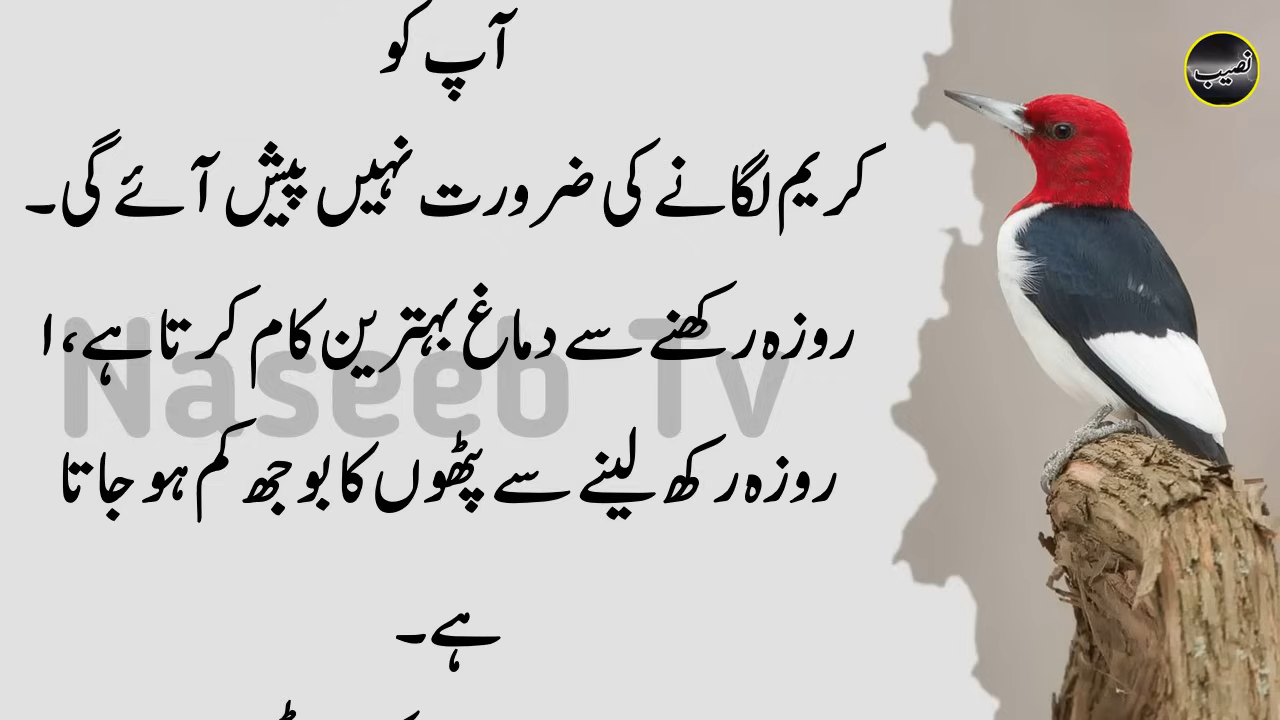 آپ کو
کریم لگانے کی ضرورت نہیں پیش آئے گی۔
روزہ رکھنے سے دماغ بہترین کام کرتا ہے، ا
روزہ رکھ لینے سے پٹھوں کا بوجھ کم ہو جاتا
ہے۔
Naseeb Tv
نصیب